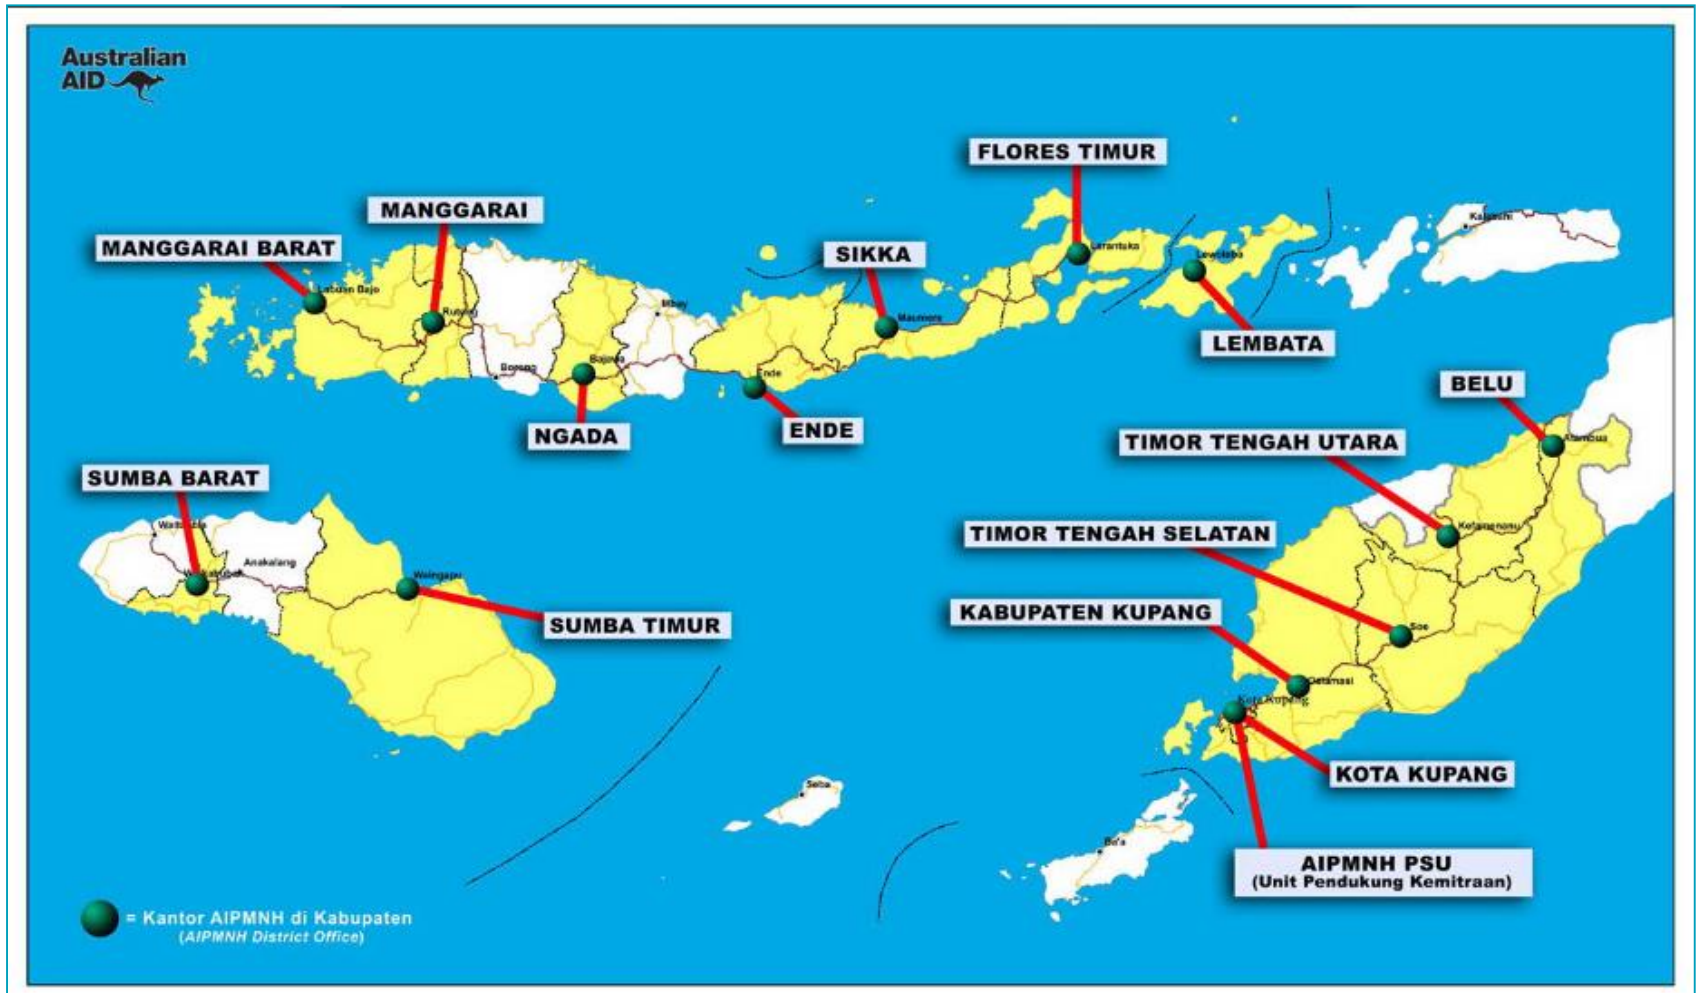 Australian
AID
FLORES TIMUR
MANGGARAI
MANGGARAI BARAT
SIKKA
Kalabahi
Larantuka
Lewoleba
Labuan Bajo
Mbay
Ruteng
Maumere
LEMBATA
Bajawa
Borong
Ende
BELU
NGADA
ENDE
TIMOR TENGAH UTARA
Atambua
SUMBA BARAT
Kefamenanu
TIMOR TENGAH SELATAN
Anakalang
Waingapu
SUMBA TIMUR
KABUPATEN KUPANG
Soe
Oelamasi
Kota Kupang
KOTA KUPANG
Seba
Ba'a
AIPMNH PSU
(Unit Pendukung Kemitraan)
= Kantor AIPMNH di Kabupaten
(AIPMNH District Office)